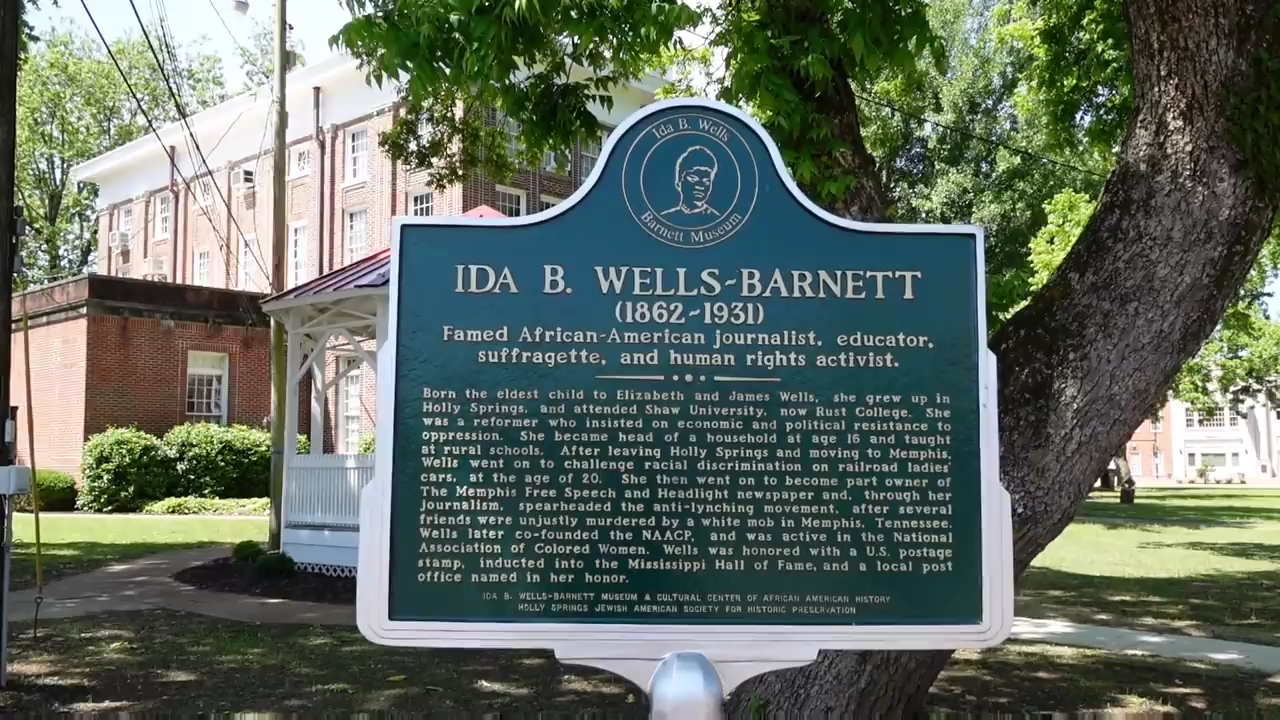 Ida B. Wells
Barnett Museum
IDA B. WELLS-BARNETT
(1862-1931)
Famed African-American journalist, educator,
suffragette, and human rights activist.
Born the eldest child to Elizabeth and James Wells, she grew up in
Holly Springs, and attended Shaw University, now Rust College. She
was a reformer who insisted on economic and political resistance to
oppression. She became head of a household at age 16 and taught
at rural schools. After leaving Holly Springs and moving to Memphis,
Wells went on to challenge racial discrimination on railroad ladies'
cars, at the age of 20. She then went on to become part owner of
The Memphis Free Speech and Headlight newspaper and, through her
journalism, spearheaded the anti-lynching movement, after several
friends were unjustly murdered by a white mob in Memphis, Tennessee.
Wells later co-founded the NAACP, and was active in the National
Association of Colored Women. Wells was honored with a U.S. postage
stamp, inducted into the Mississippi Hall of Fame, and a local post
office named in her honor.
IDA B. WELLS-BARNETT MUSEUM & CULTURAL CENTER OF AFRICAN AMERICAN HISTORY
HOLLY SPRINGS JEWISH AMERICAN SOCIETY FOR HISTORIC PRESERVATION